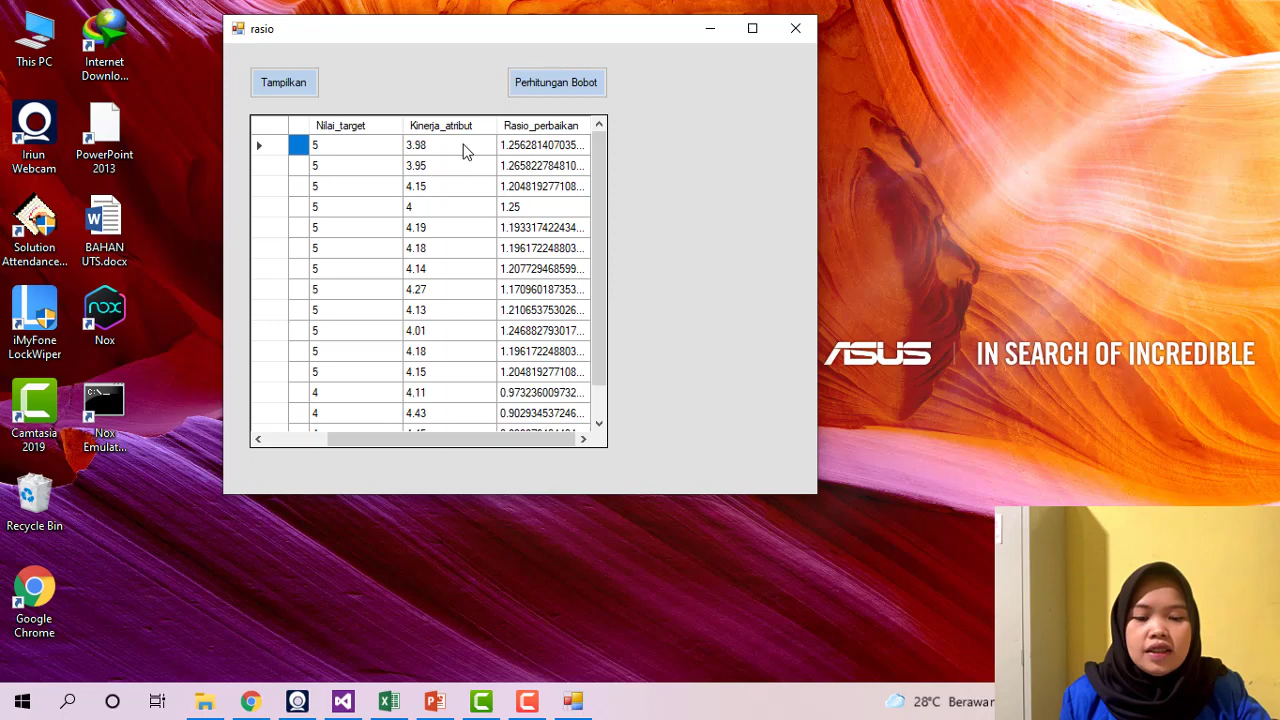 This PC
Internet
Downlo...
Iriun
Webcam
PowerPoint
2013
Solution
Attendance...
BAHAN
UTS.docx
iMyFone
LockWiper
nox
Nox
Camtasia
2019
C:\
Nox
Emulat...
Recycle Bin
Google
Chrome
rasio
Tampilkan
Perhitungan Bobot
Nilai_target Kinerja_atribut Rasio_perbaikan
5 3.98 1.256281407035...
5 3.95 1.265822784810...
5 4.15 1.204819277108...
5 4 1.25
5 4.19 1.193317422434...
5 4.18 1.196172248803...
5 4.14 1.207729468599...
5 4.27 1.170960187353...
5 4.13 1.210653753026...
5 4.01 1.246882793017...
5 4.18 1.196172248803...
5 4.15 1.204819277108...
4 4.11 0.973236009732...
4 4.43 0.902934537246...
ASUS IN SEARCH OF INCREDIBLE
28°C Berawan